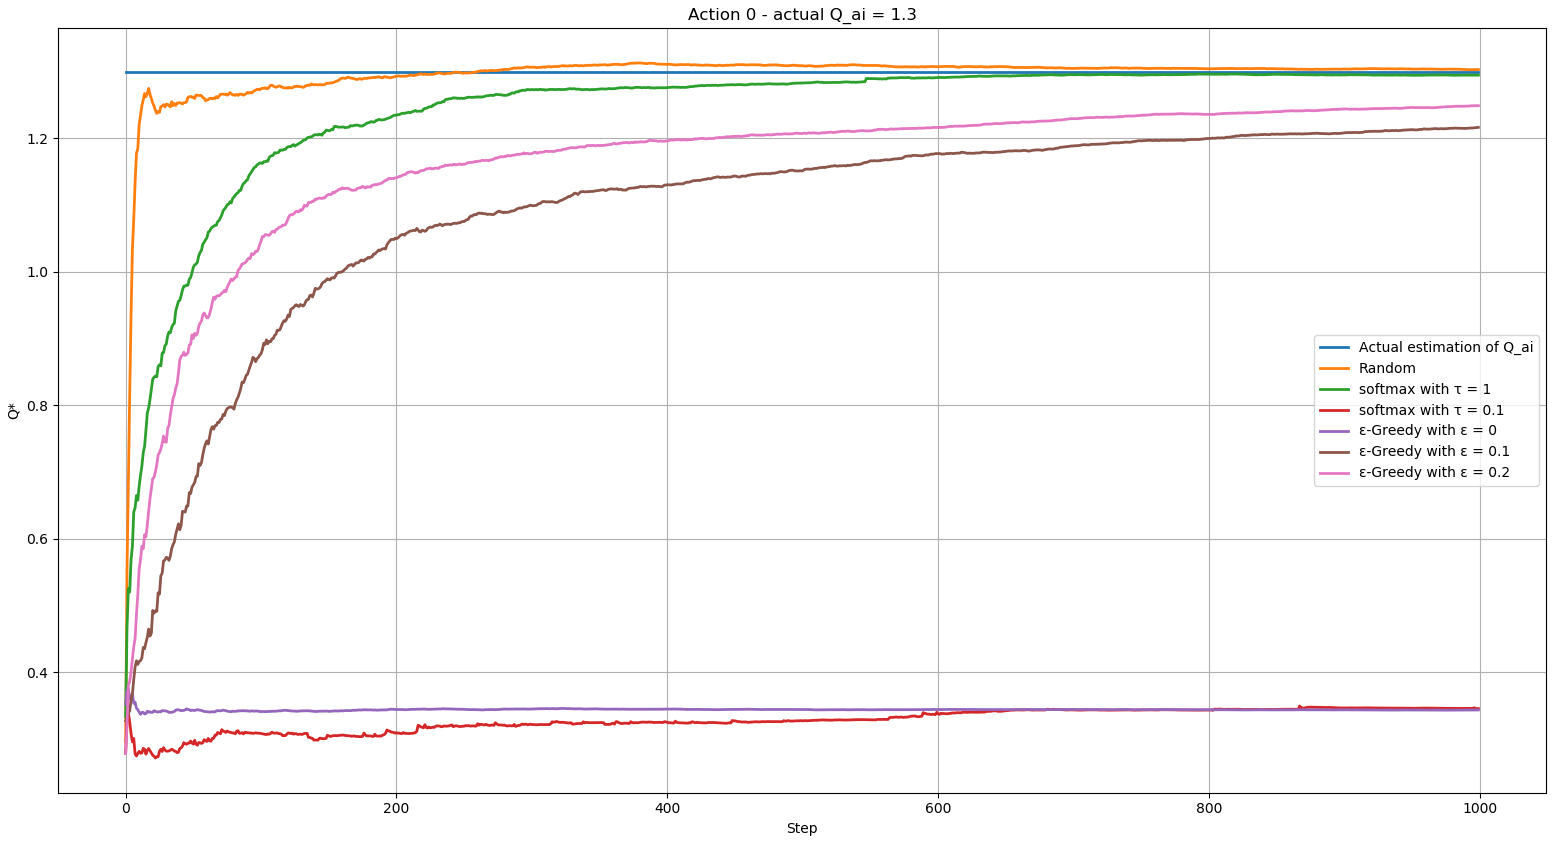 Action 0 - actual Q_ai = 1.3
Q*
1.2
1.0
0.8
0.6
0.4
0
200
400
600
800
1000
Step
Actual estimation of Q_ai
Random
softmax with τ = 1
softmax with τ = 0.1
ε-Greedy with ε = 0
ε-Greedy with ε = 0.1
ε-Greedy with ε = 0.2